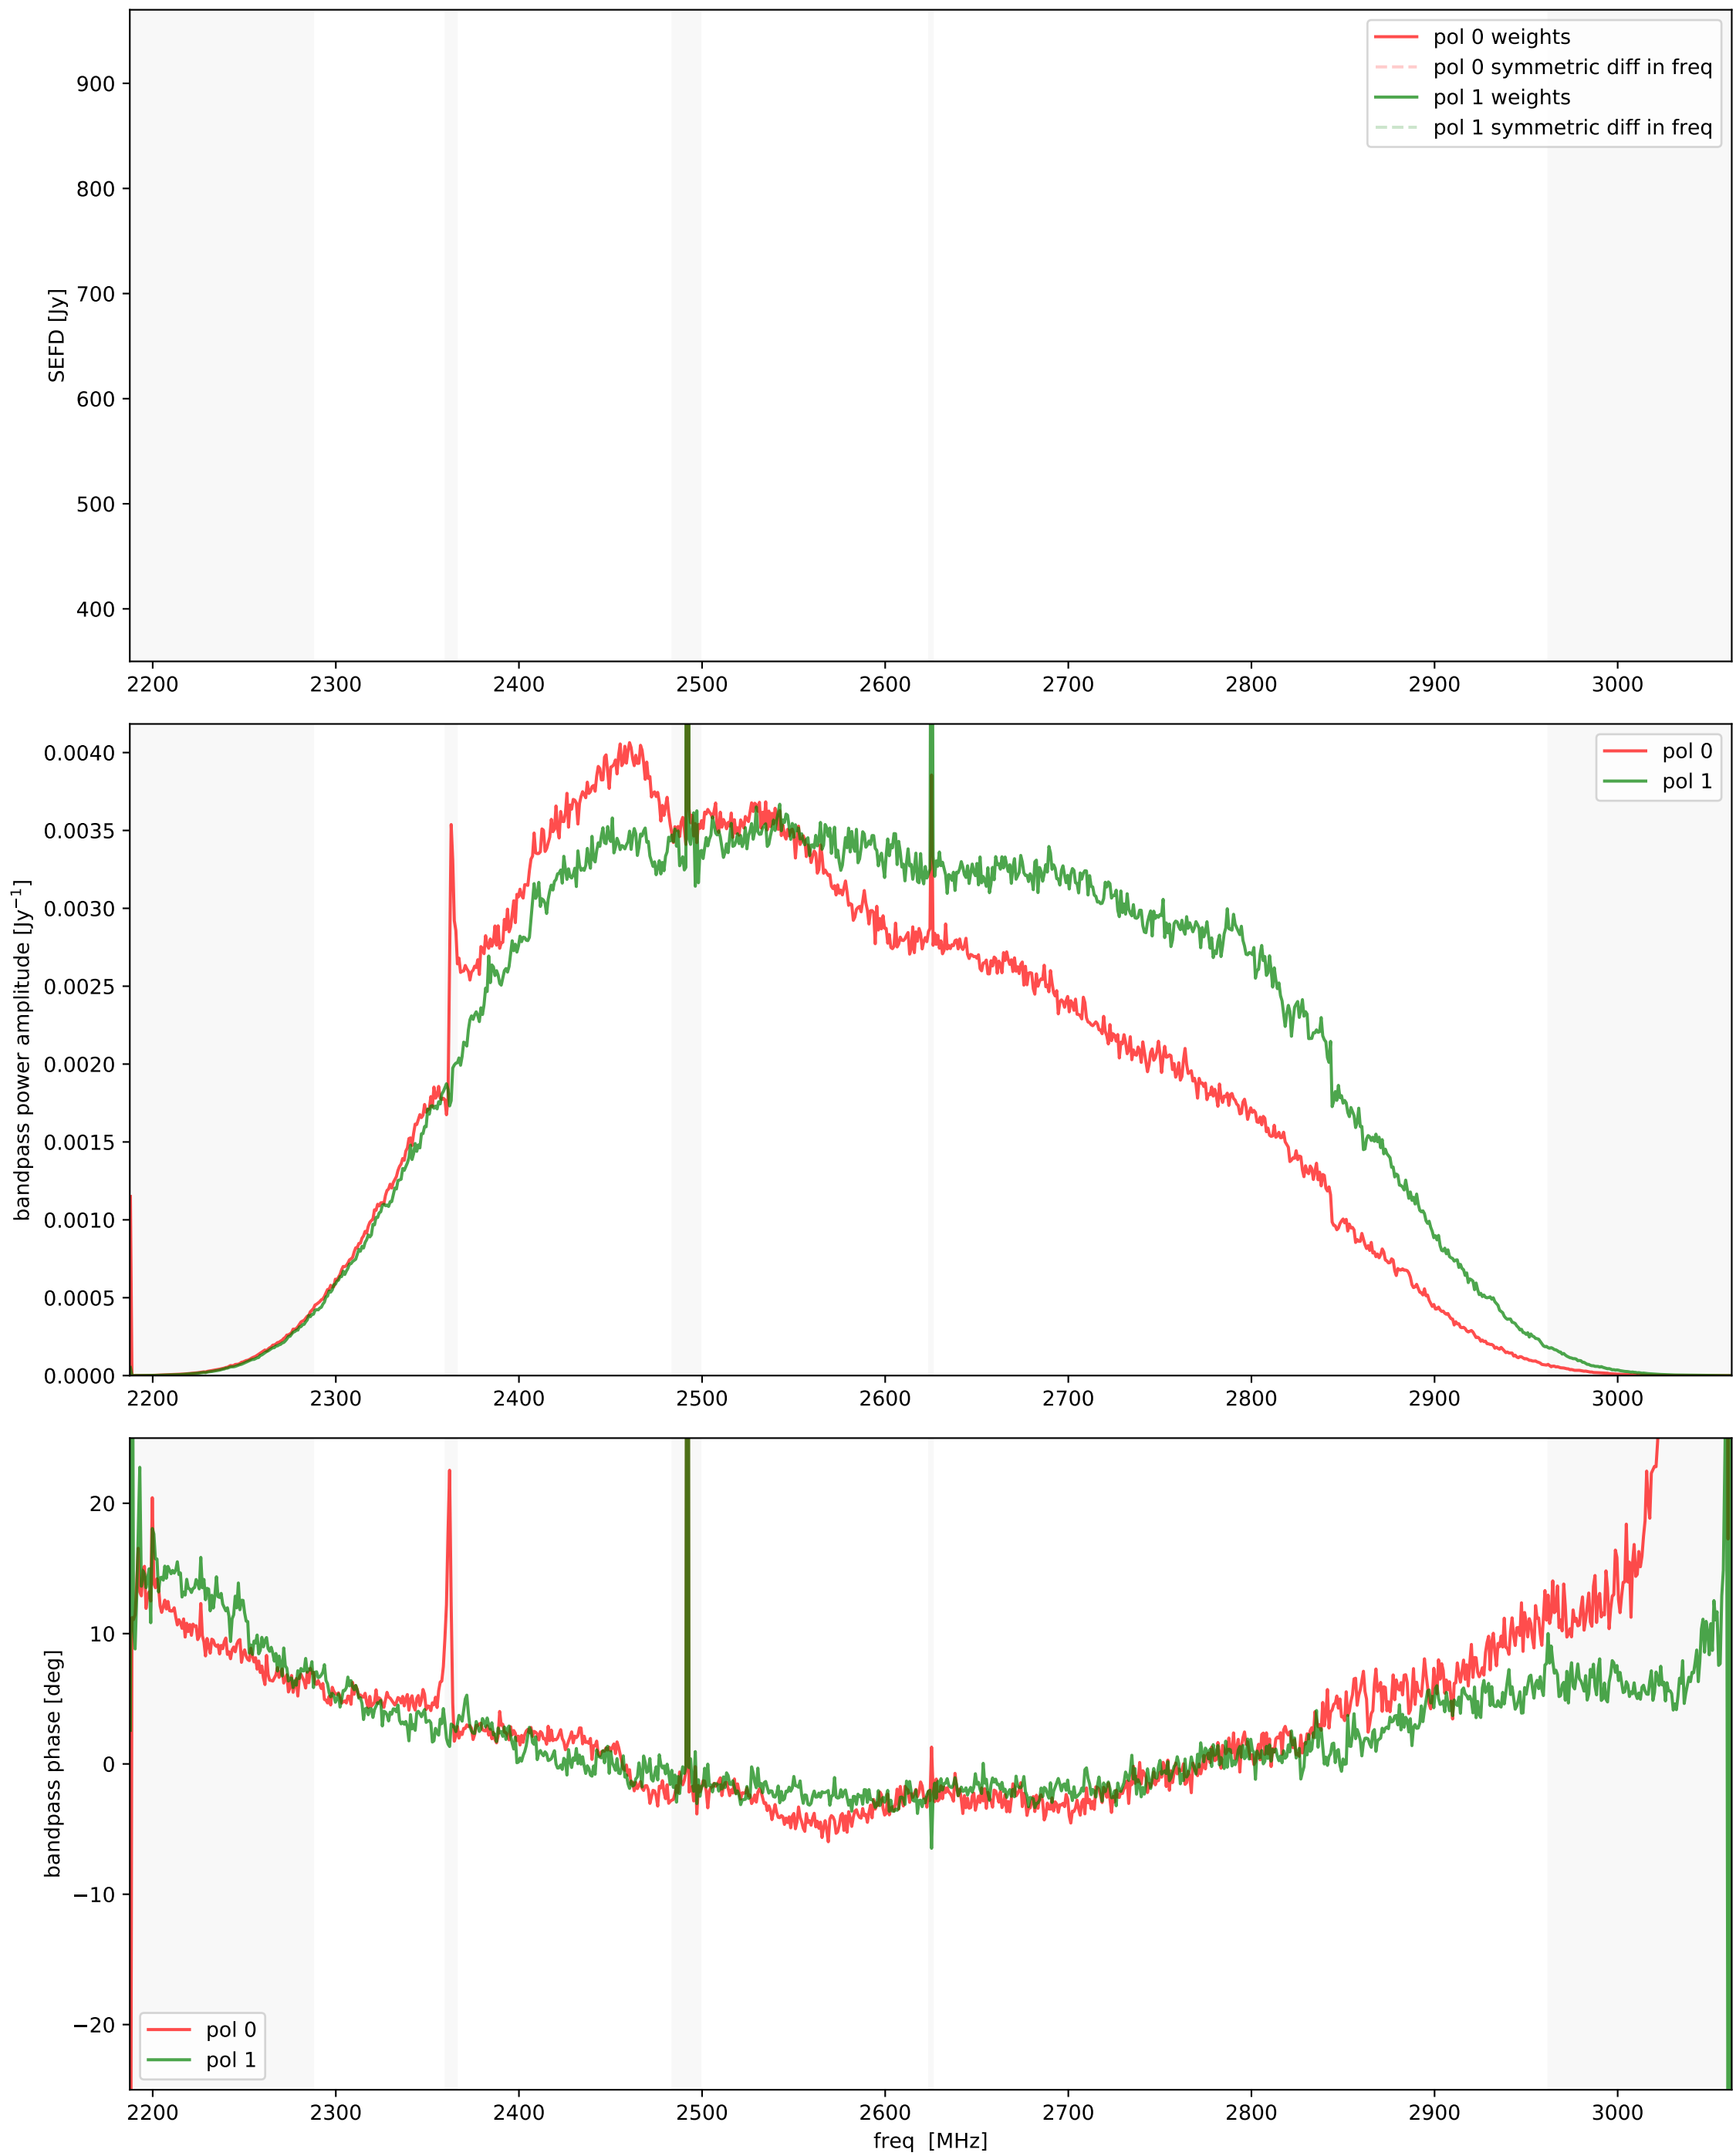 pol 0 weights
pol 0 symmetric diff in freq
pol 1 weights
pol 1 symmetric diff in freq
900
800
700
600
500
400
SEFD [Jy]
2200 2300 2400 2500 2600 2700 2800 2900 3000
pol 0
pol 1
0.0040
0.0035
0.0030
0.0025
0.0020
0.0015
0.0010
0.0005
0.0000
bandpass power amplitude [Jy⁻¹]
2200 2300 2400 2500 2600 2700 2800 2900 3000
20
10
0
−10
−20
bandpass phase [deg]
pol 0
pol 1
2200 2300 2400 2500 2600 2700 2800 2900 3000
freq [MHz]